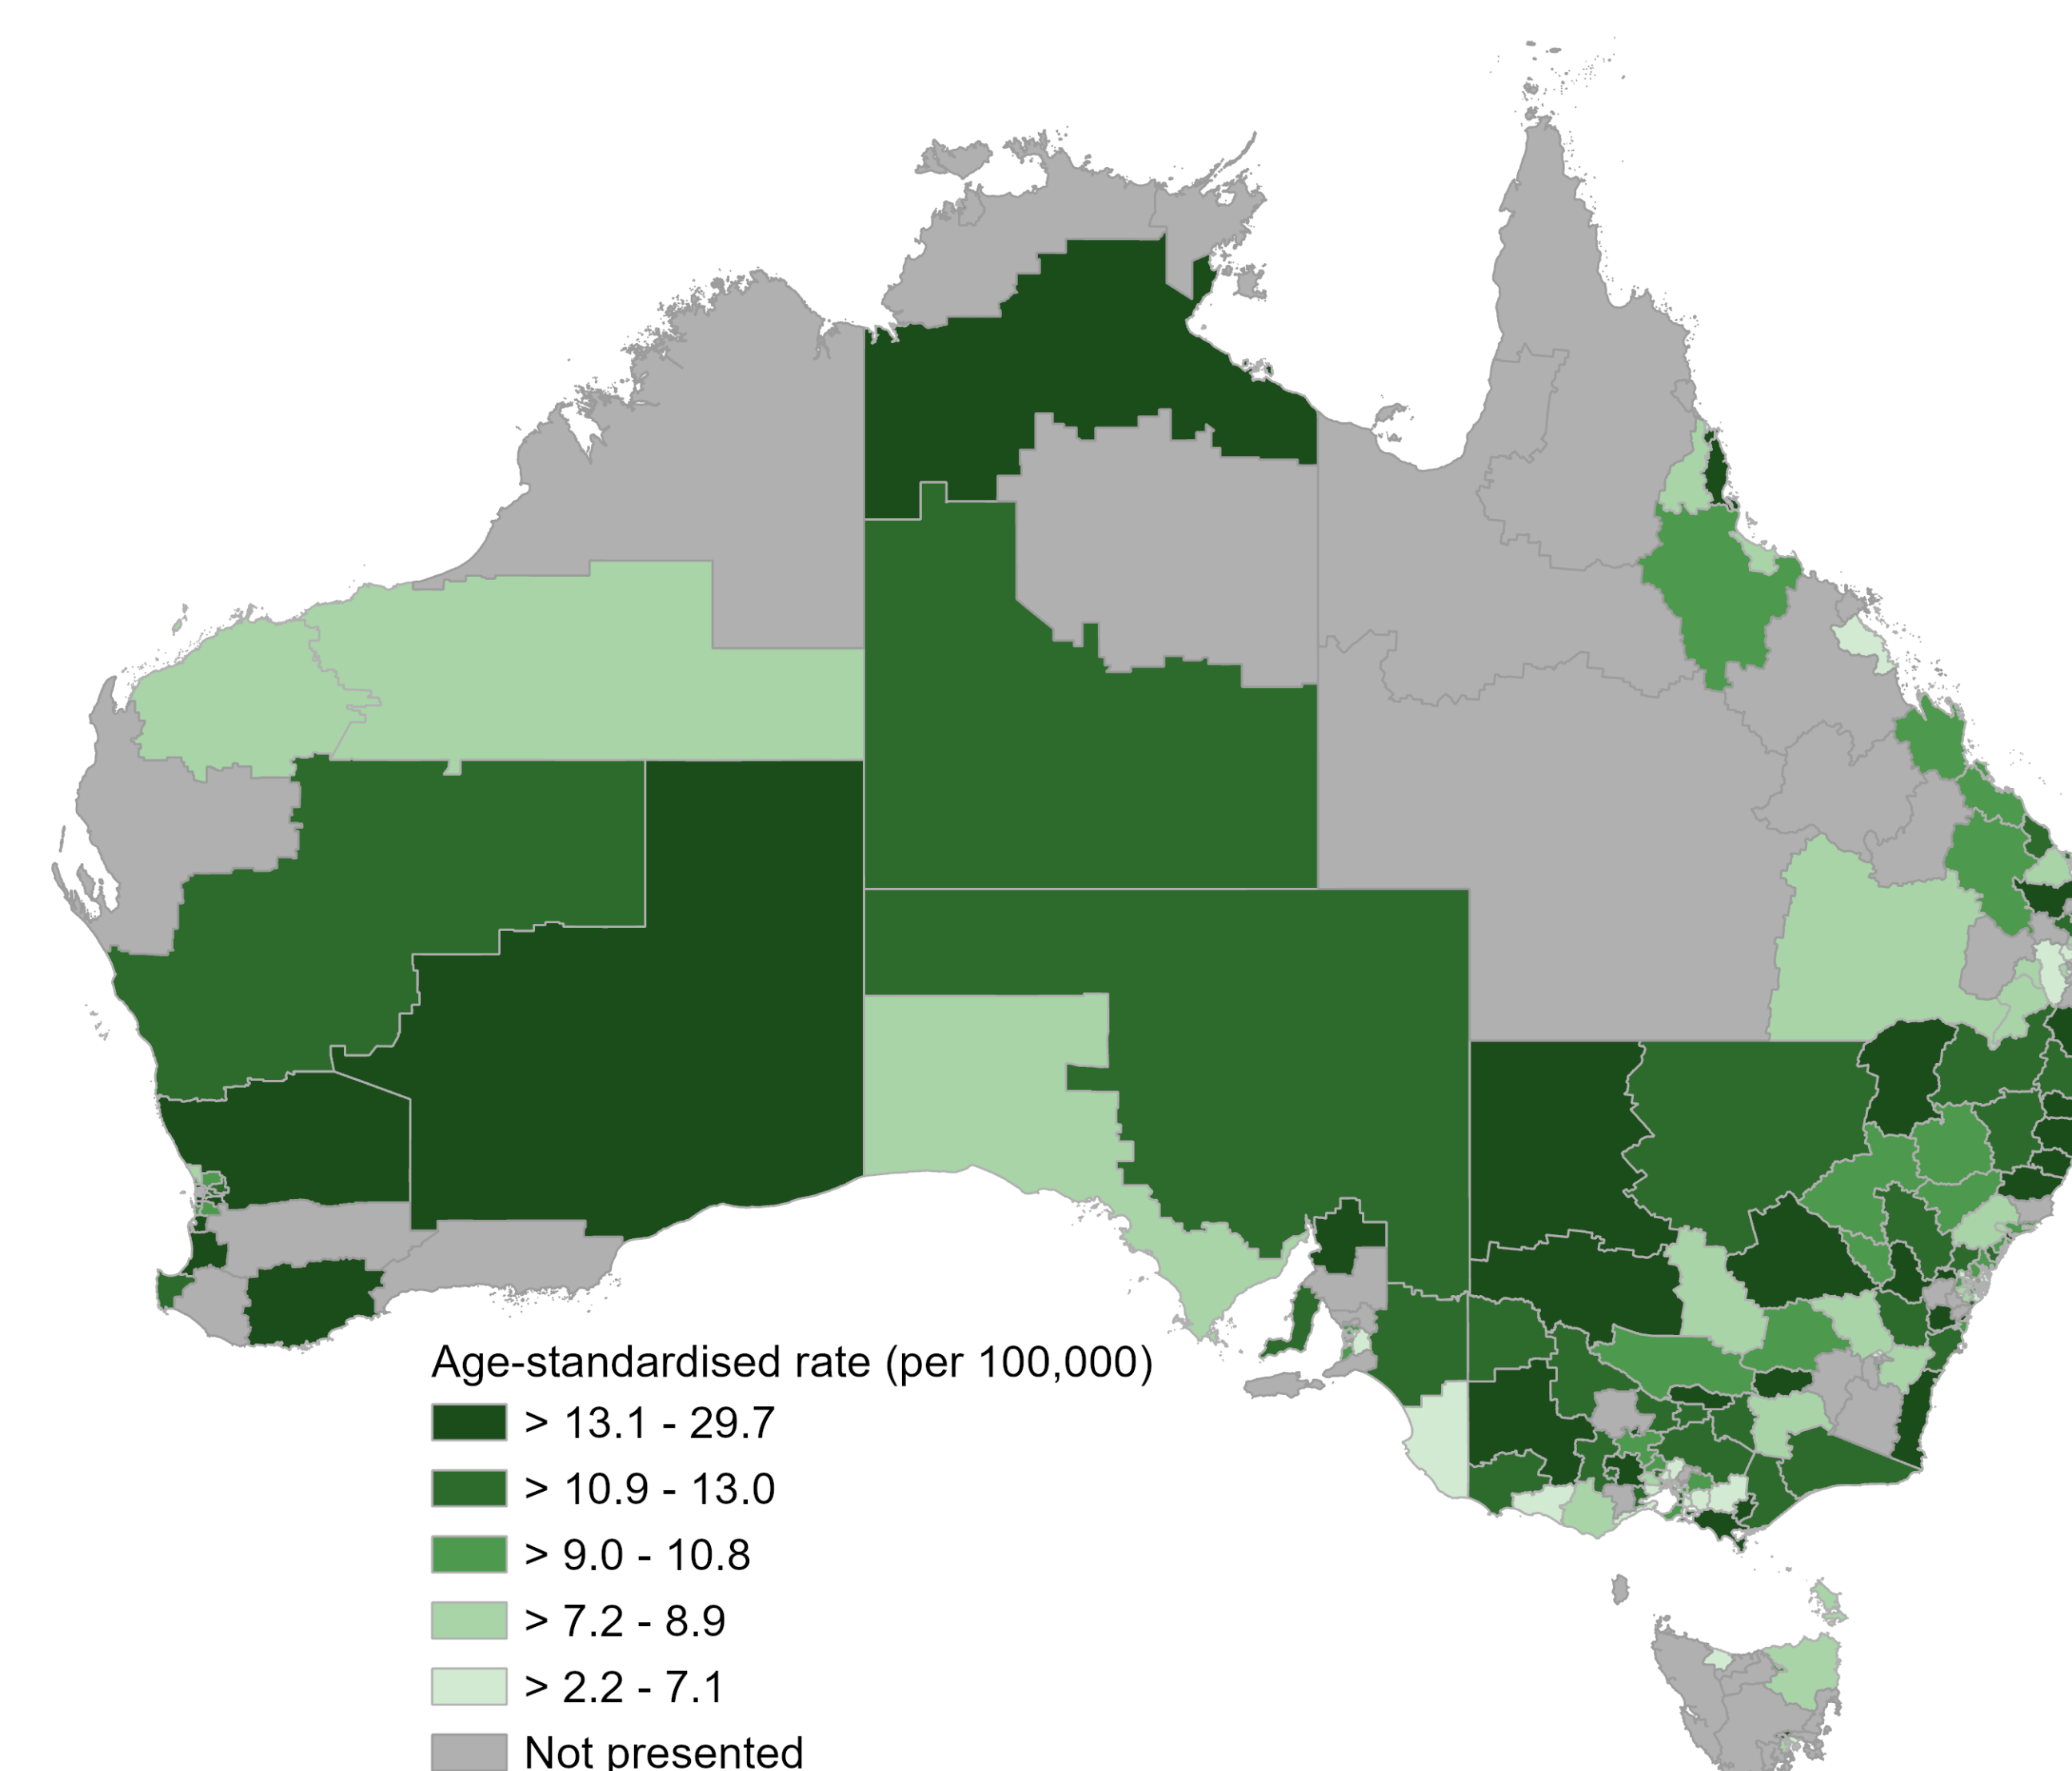 Age-standardised rate (per 100,000)
> 13.1 - 29.7
> 10.9 - 13.0
> 9.0 - 10.8
> 7.2 - 8.9
> 2.2 - 7.1
Not presented